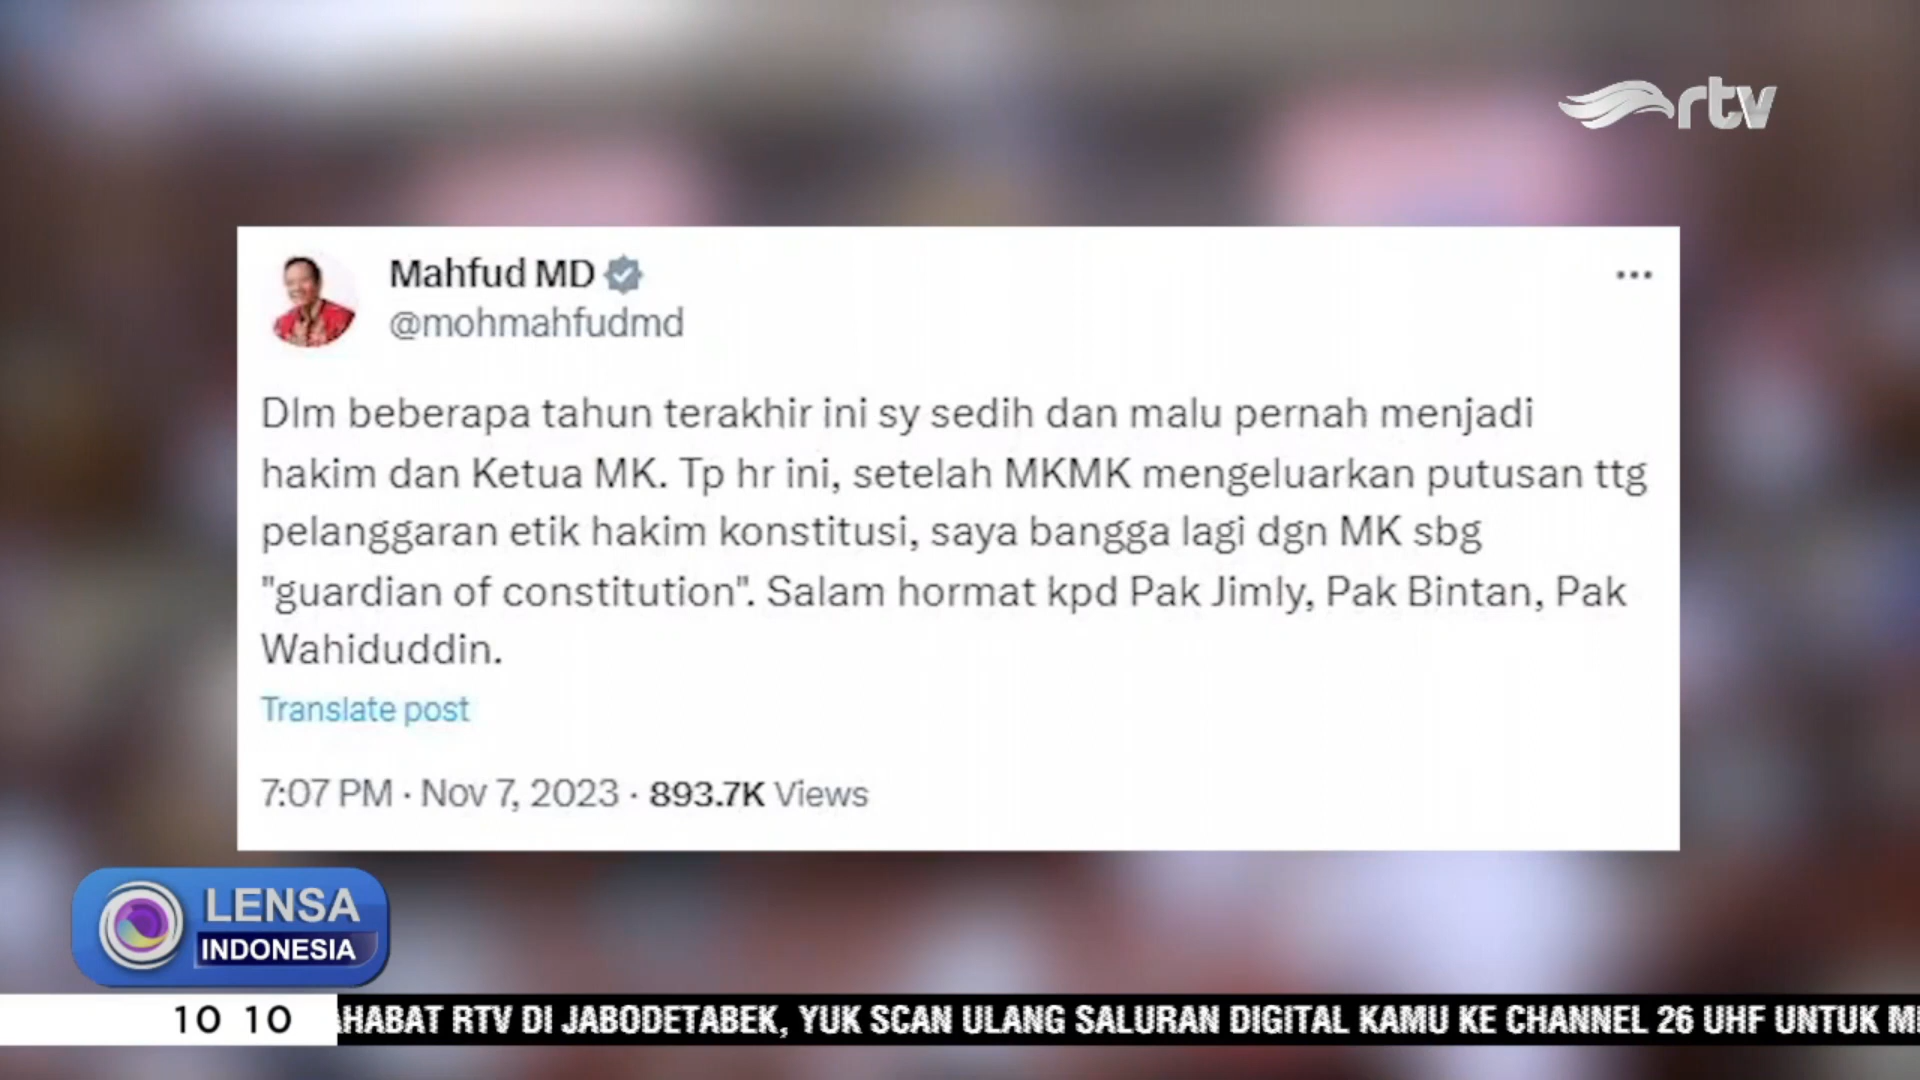 rtv
Mahfud MD
@mohmahfudmd
Dlm beberapa tahun terakhir ini sy sedih dan malu pernah menjadi
hakim dan Ketua MK. Tp hr ini, setelah MKMK mengeluarkan putusan ttg
pelanggaran etik hakim konstitusi, saya bangga lagi dgn MK sbg
"guardian of constitution". Salam hormat kpd Pak Jimly, Pak Bintan, Pak
Wahiduddin.
Translate post
7:07 PM · Nov 7, 2023 · 893.7K Views
LENSA
INDONESIA
10 10 AHABAT RTV DI JABODETABEK, YUK SCAN ULANG SALURAN DIGITAL KAMU KE CHANNEL 26 UHF UNTUK